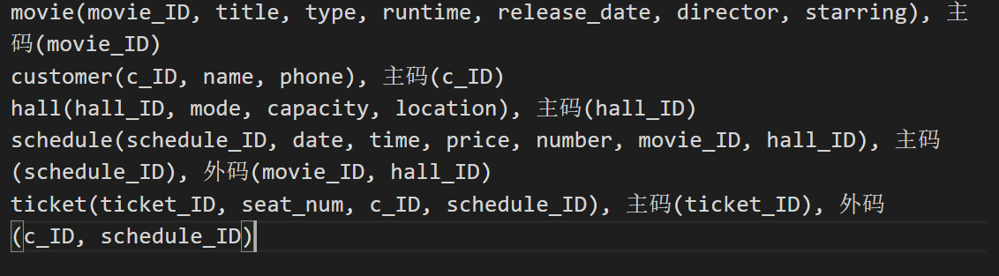 movie(movie_ID, title, type, runtime, release_date, director, starring), 主
码(movie_ID)
customer(c_ID, name, phone), 主码(c_ID)
hall(hall_ID, mode, capacity, location), 主码(hall_ID)
schedule(schedule_ID, date, time, price, number, movie_ID, hall_ID), 主码
(schedule_ID), 外码(movie_ID, hall_ID)
ticket(ticket_ID, seat_num, c_ID, schedule_ID), 主码(ticket_ID), 外码
(c_ID, schedule_ID)